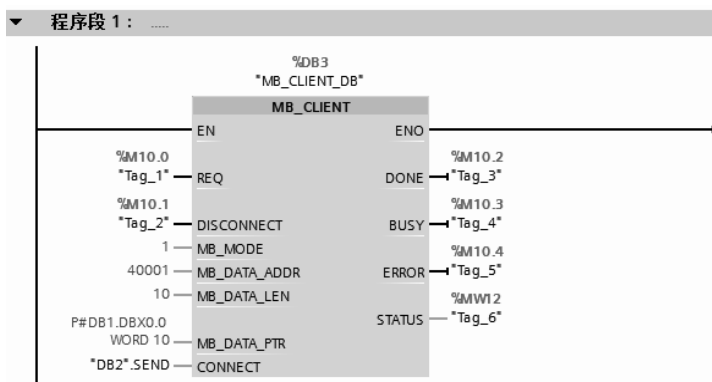 程序段 1： .....
%DB3
"MB_CLIENT_DB"
MB_CLIENT
EN
ENO
%M10.0
"Tag_1"
REQ
%M10.2
DONE
"Tag_3"
%M10.1
"Tag_2"
DISCONNECT
%M10.3
BUSY
"Tag_4"
1
MB_MODE
40001
MB_DATA_ADDR
%M10.4
ERROR
"Tag_5"
10
MB_DATA_LEN
%MW12
STATUS
"Tag_6"
P#DB1.DBX0.0
WORD 10
MB_DATA_PTR
"DB2".SEND
CONNECT